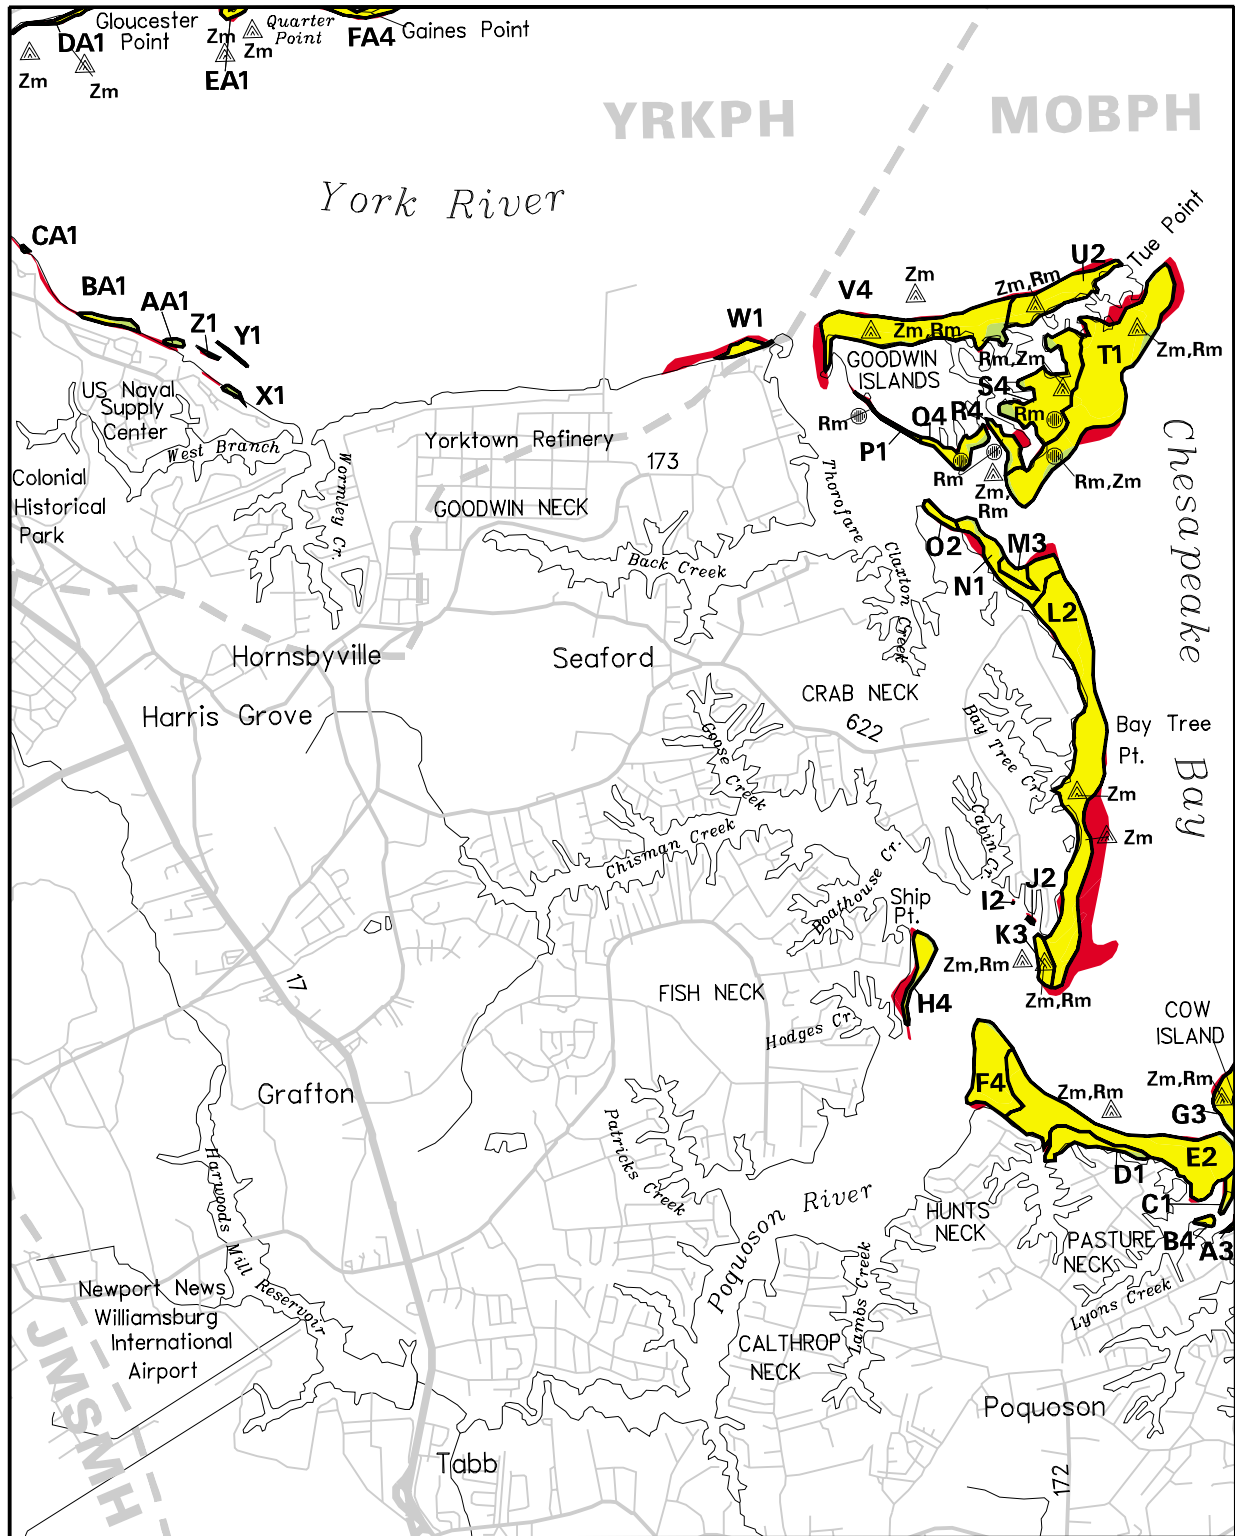 Gloucester
Point
DA1
Zm
Zm
Zm
Zm
EA1
Quarter
Point
FA4
Gaines Point
YRKPH
MOBPH
York River
Tue Point
CA1
BA1
AA1
Z1
Y1
X1
W1
V4
Zm
Zm,Rm
U2
Zm,Rm
T1
Zm,Rm
GOODWIN
ISLANDS
Rm,Zm
S4
Rm
R4
Q4
Rm
P1
Rm
Zm,
Rm
Rm,Zm
US Naval
Supply
Center
West Branch
Wormley Cr.
Colonial
Historical
Park
Yorktown Refinery
173
GOODWIN NECK
Back Creek
Thorofare
Claxton Creek
O2
M3
N1
L2
Chesapeake
Bay
Hornsbyville
Seaford
Harris Grove
CRAB NECK
622
Goose Creek
Bay Tree Cr.
Bay Tree
Pt.
Zm
Zm
Chisman Creek
Cabin Cr.
Boathouse Cr.
Ship
Pt.
J2
I2
K3
Zm,Rm
Zm,Rm
17
FISH NECK
H4
Hodges Cr.
COW
ISLAND
Grafton
F4
Zm,Rm
Zm,Rm
G3
Patricks Creek
Harwoods Mill Reservoir
E2
D1
C1
B4
A3
Poquoson River
HUNTS
NECK
PASTURE
NECK
Lyons Creek
Lambs Creek
Newport News
Williamsburg
International
Airport
JMSMH
CALTHROP
NECK
Poquoson
Tabb
172